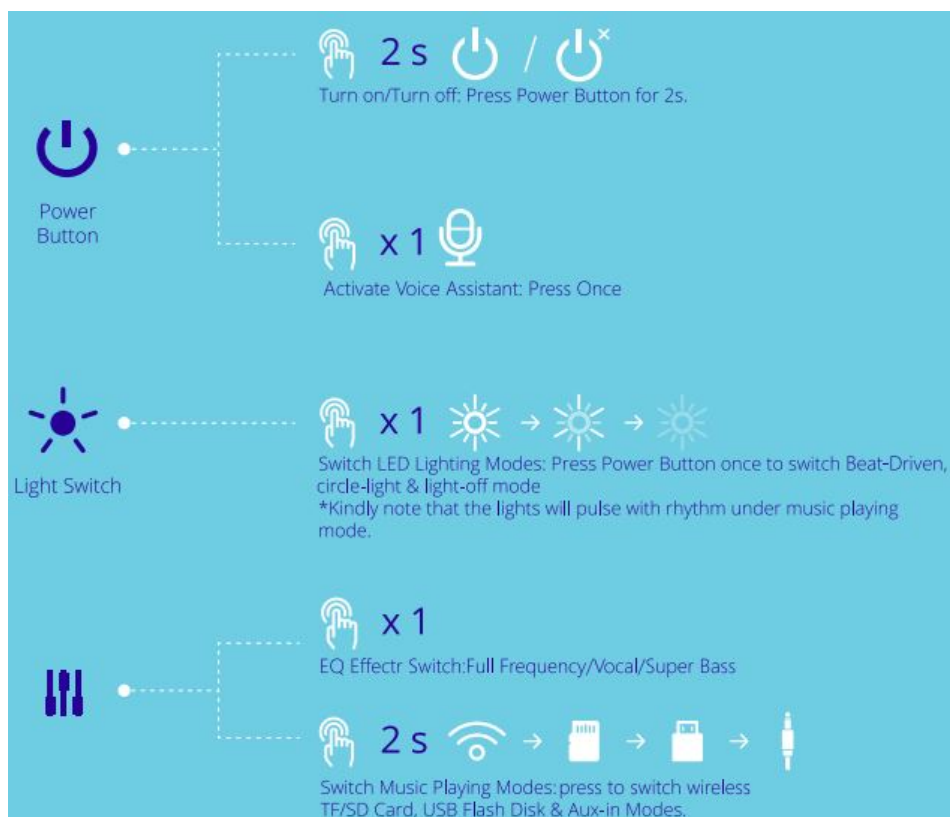 2 s
Turn on/Turn off: Press Power Button for 2s.
Power
Button
x 1
Activate Voice Assistant: Press Once
x 1
Switch LED Lighting Modes: Press Power Button once to switch Beat-Driven,
circle-light & light-off mode
*Kindly note that the lights will pulse with rhythm under music playing
mode.
Light Switch
x 1
EQ Effectr Switch:Full Frequency/Vocal/Super Bass
2 s
Switch Music Playing Modes: press to switch wireless
TF/SD Card, USB Flash Disk & Aux-in Modes.